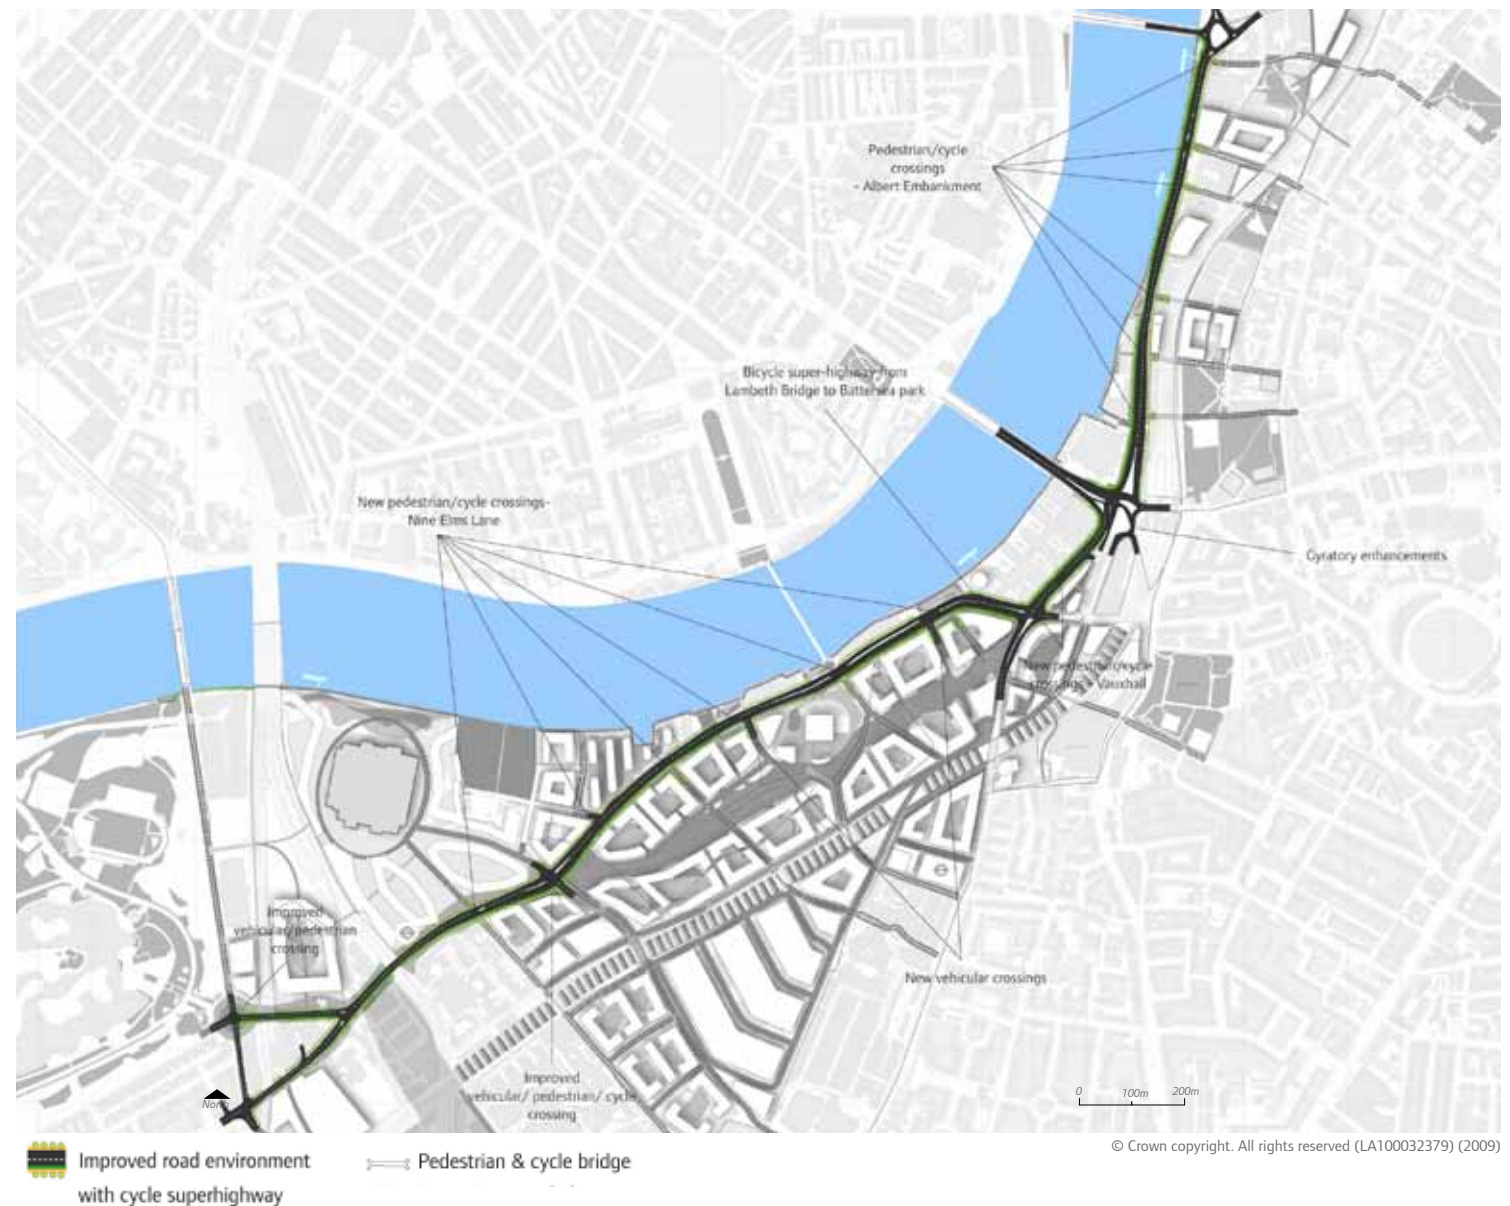 Pedestrian/cycle
crossings
- Albert Embankment
Bicycle super-highway from
Lambeth Bridge to Battersea park
New pedestrian/cycle crossings-
Nine Elms Lane
Gyratory enhancements
New pedestrian/cycle
crossings - Vauxhall
Improved
vehicular/pedestrian
crossing
New vehicular crossings
Improved
vehicular/ pedestrian/ cycle
crossing
North
0 100m 200m
© Crown copyright. All rights reserved (LA100032379) (2009)
Improved road environment
with cycle superhighway
Pedestrian & cycle bridge